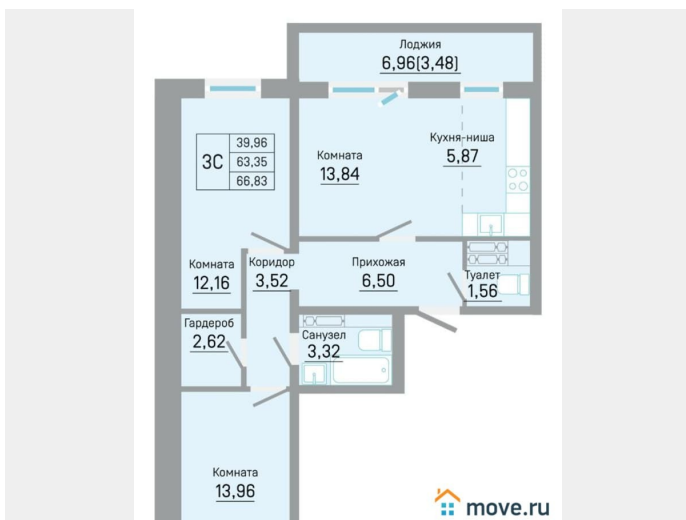 Лоджия
6,96(3,48)
3С
39,96
63,35
66,83
Комната
13,84
Кухня-ниша
5,87
Комната
12,16
Коридор
3,52
Прихожая
6,50
Туалет
1,56
Гардероб
2,62
Санузел
3,32
Комната
13,96
move.ru